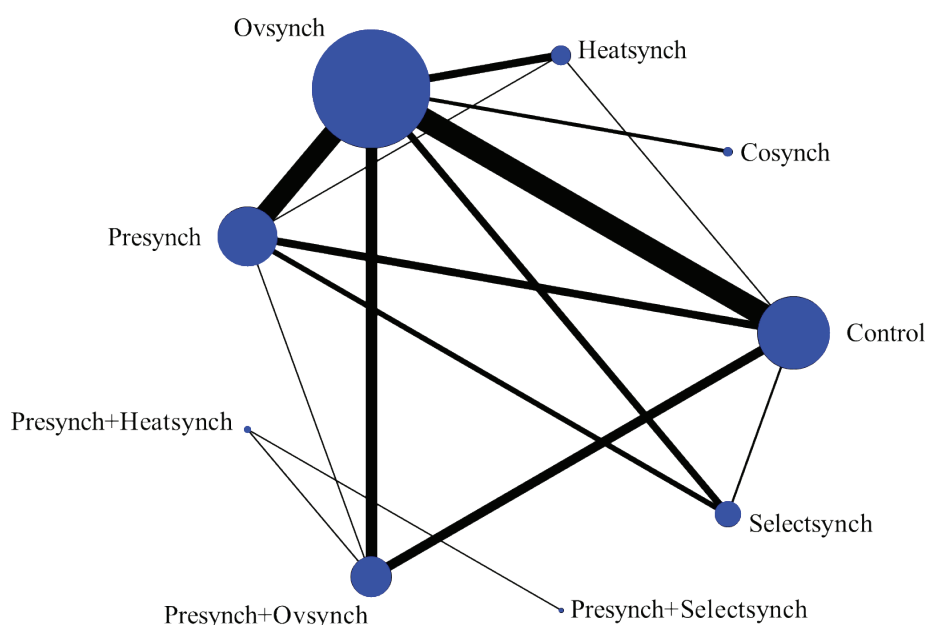 Ovsynch
Heatsynch
Cosynch
Presynch
Control
Presynch+Heatsynch
Selectsynch
Presynch+Ovsynch
Presynch+Selectsynch